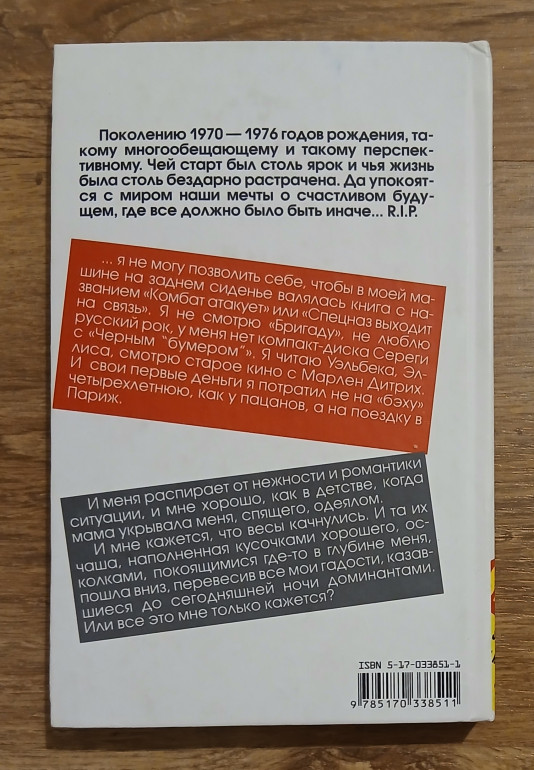 Поколению 1970 — 1976 годов рождения, та-
кому многообещающему и такому перспек-
тивному. Чей старт был столь ярок и чья жизнь
была столь бездарно растрачена. Да упокоят-
ся с миром наши мечты о счастливом буду-
щем, где все должно было быть иначе... R.I.P.
... я не могу позволить себе, чтобы в моей ма-
шине на заднем сиденье валялась книга с на-
званием «Комбат атакует» или «Спецназ выходит
на связь». Я не смотрю «Бригаду», не люблю
русский рок, у меня нет компакт-диска Сереги
с «Черным "бумером"». Я читаю Уэльбека, Эл-
лиса, смотрю старое кино с Марлен Дитрих.
И свои первые деньги я потратил не на «бэху»
четырехлетнюю, как у пацанов, а на поездку в
Париж.
И меня распирает от нежности и романтики
ситуации, и мне хорошо, как в детстве, когда
мама укрывала меня, спящего, одеялом.
И мне кажется, что весы качнулись. И та их
чаша, наполненная кусочками хорошего, ос-
колками, покоящимися где-то в глубине меня,
пошла вниз, перевесив все мои гадости, казав-
шиеся до сегодняшней ночи доминантами.
Или все это мне только кажется?
ISBN 5-17-033851-1
9 785170 338511